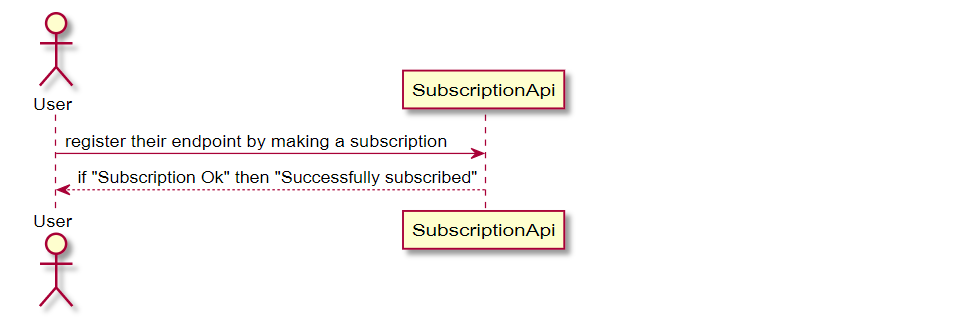 User
SubscriptionApi
register their endpoint by making a subscription
if "Subscription Ok" then "Successfully subscribed"
User
SubscriptionApi